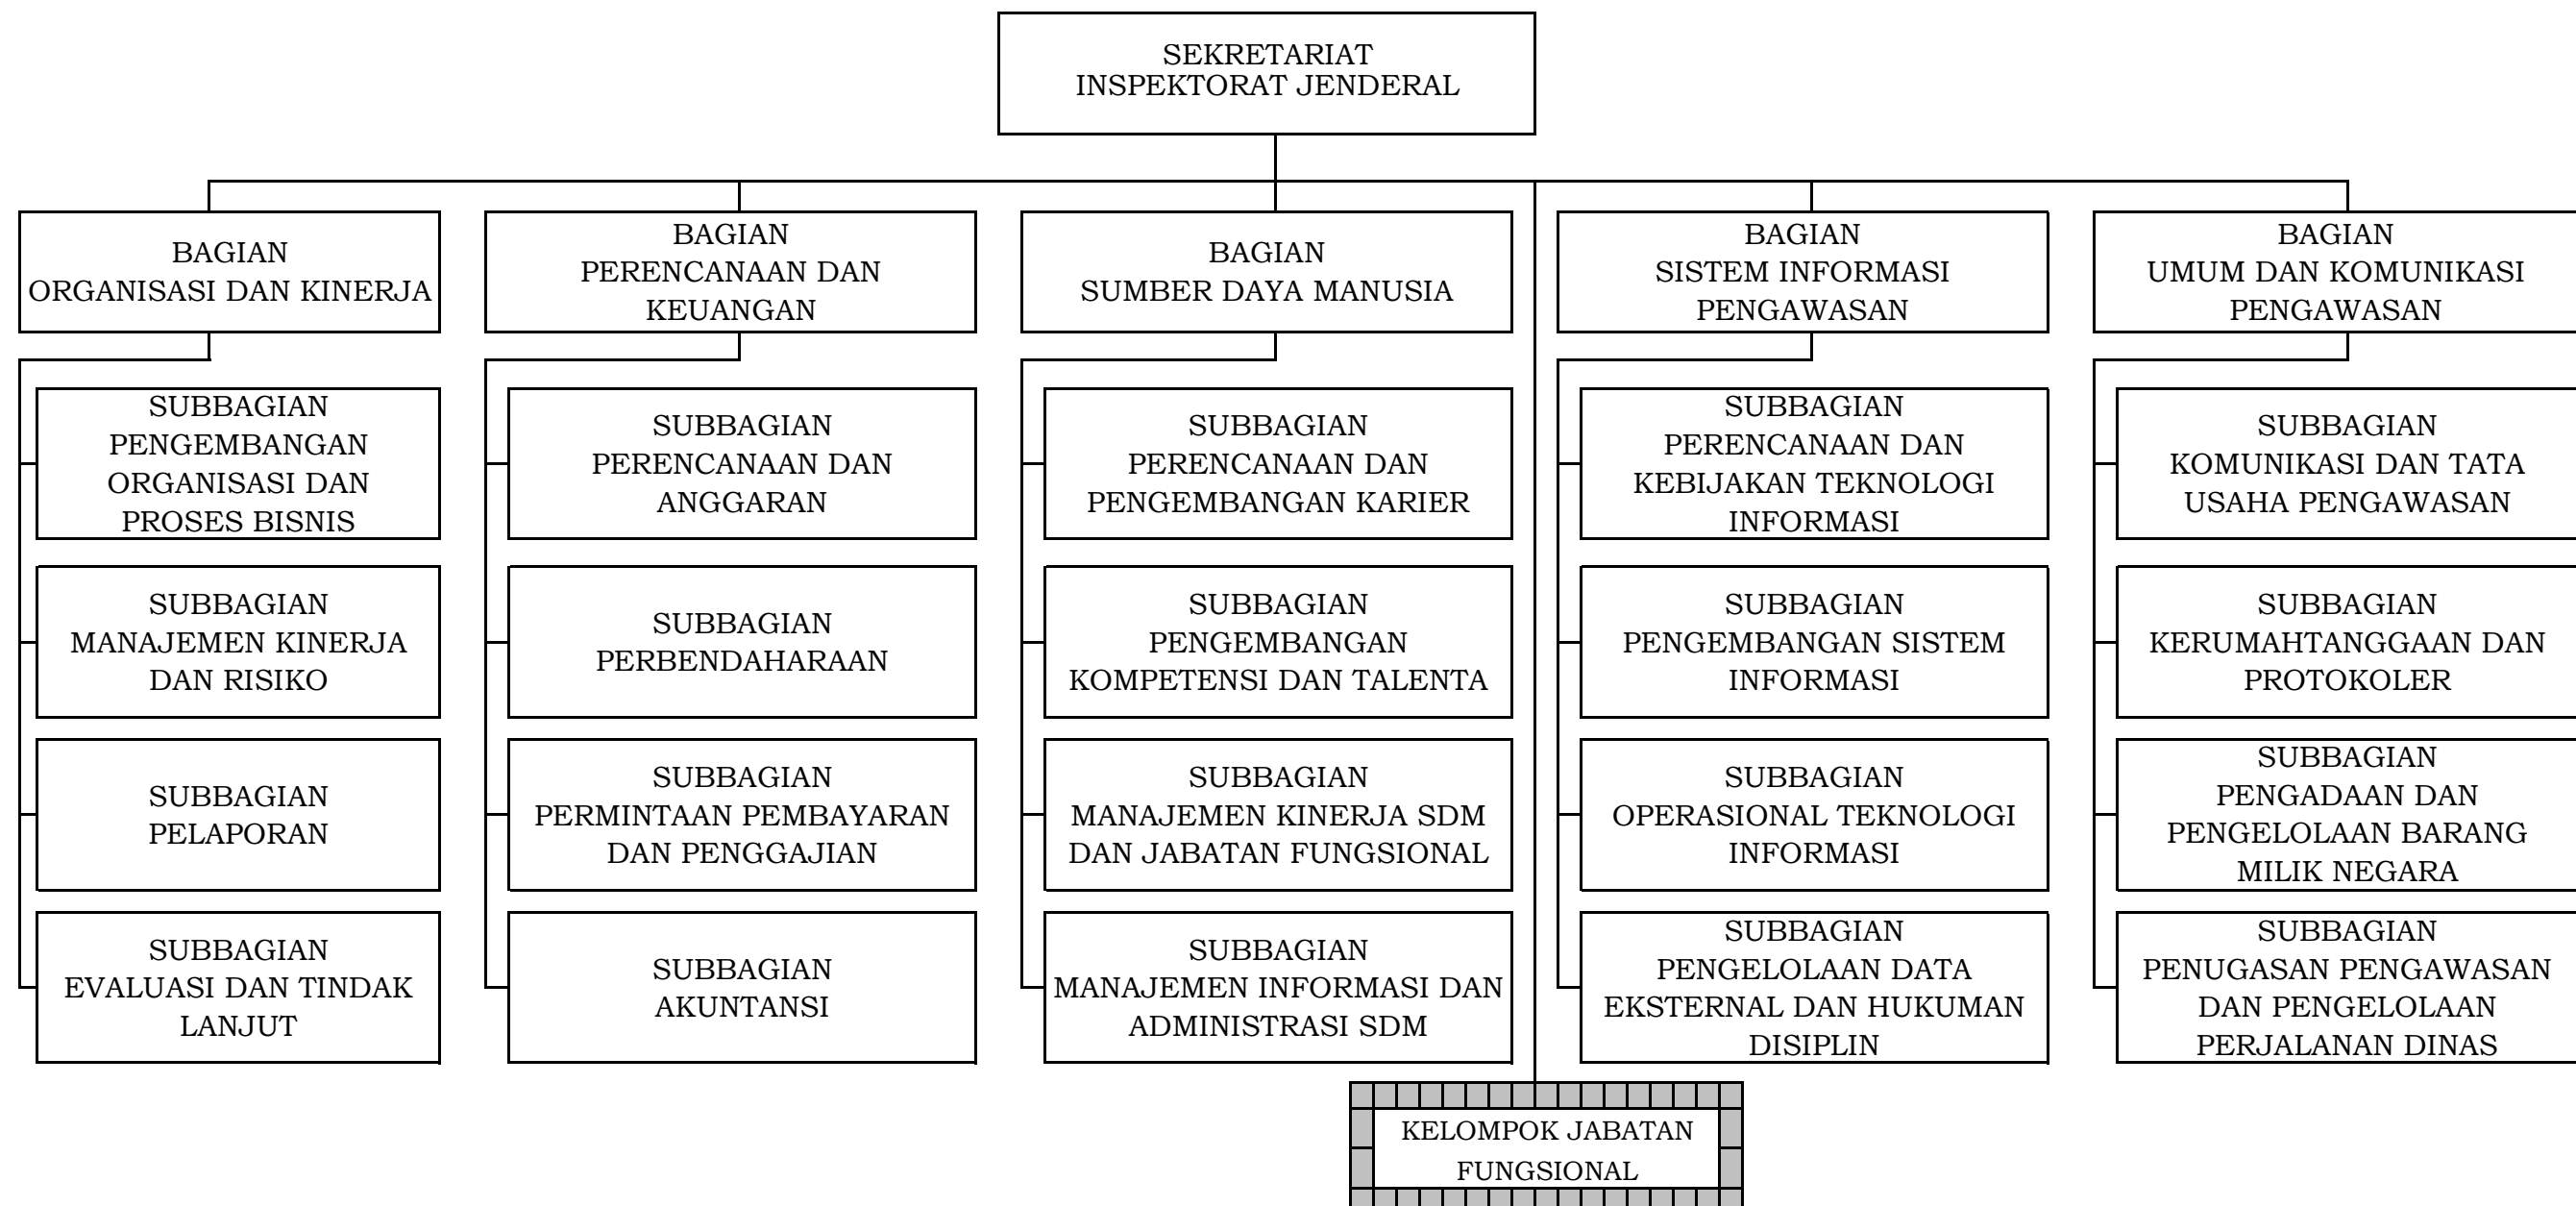 SEKRETARIAT
INSPEKTORAT JENDERAL
BAGIAN
ORGANISASI DAN KINERJA
BAGIAN
PERENCANAAN DAN
KEUANGAN
BAGIAN
SUMBER DAYA MANUSIA
BAGIAN
SISTEM INFORMASI
PENGAWASAN
BAGIAN
UMUM DAN KOMUNIKASI
PENGAWASAN
SUBBAGIAN
PENGEMBANGAN
ORGANISASI DAN
PROSES BISNIS
SUBBAGIAN
PERENCANAAN DAN
ANGGARAN
SUBBAGIAN
PERENCANAAN DAN
PENGEMBANGAN KARIER
SUBBAGIAN
PERENCANAAN DAN
KEBIJAKAN TEKNOLOGI
INFORMASI
SUBBAGIAN
KOMUNIKASI DAN TATA
USAHA PENGAWASAN
SUBBAGIAN
MANAJEMEN KINERJA
DAN RISIKO
SUBBAGIAN
PERBENDAHARAAN
SUBBAGIAN
PENGEMBANGAN
KOMPETENSI DAN TALENTA
SUBBAGIAN
PENGEMBANGAN SISTEM
INFORMASI
SUBBAGIAN
KERUMAHTANGGAAN DAN
PROTOKOLER
SUBBAGIAN
PELAPORAN
SUBBAGIAN
PERMINTAAN PEMBAYARAN
DAN PENGGAJIAN
SUBBAGIAN
MANAJEMEN KINERJA SDM
DAN JABATAN FUNGSIONAL
SUBBAGIAN
OPERASIONAL TEKNOLOGI
INFORMASI
SUBBAGIAN
PENGADAAN DAN
PENGELOLAAN BARANG
MILIK NEGARA
SUBBAGIAN
EVALUASI DAN TINDAK
LANJUT
SUBBAGIAN
AKUNTANSI
SUBBAGIAN
MANAJEMEN INFORMASI DAN
ADMINISTRASI SDM
SUBBAGIAN
PENGELOLAAN DATA
EKSTERNAL DAN HUKUMAN
DISIPLIN
SUBBAGIAN
PENUGASAN PENGAWASAN
DAN PENGELOLAAN
PERJALANAN DINAS
KELOMPOK JABATAN
FUNGSIONAL